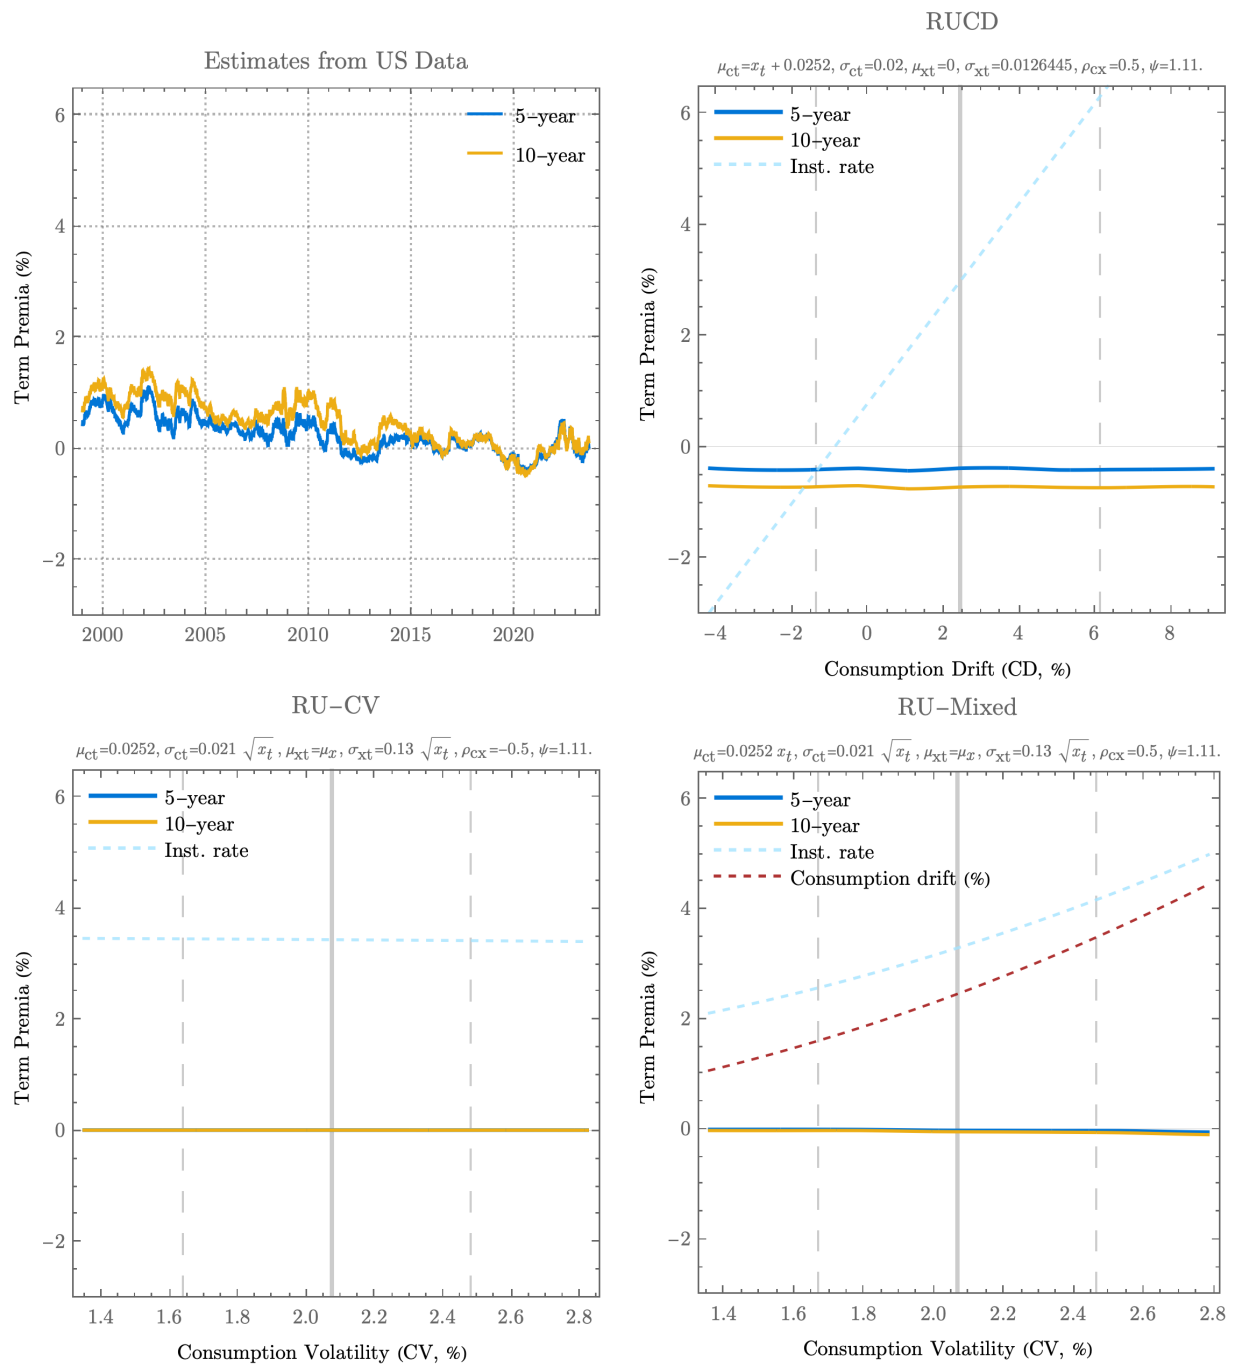 Estimates from US Data
6
4
2
0
−2
Term Premia (%)
5−year
10−year
2000 2005 2010 2015 2020
RUCD
μct=xt + 0.0252, σct=0.02, μxt=0, σxt=0.0126445, ρcx=0.5, ψ=1.11.
6
4
2
0
−2
Term Premia (%)
5−year
10−year
Inst. rate
−4 −2 0 2 4 6 8
Consumption Drift (CD, %)
RU−CV
μct=0.0252, σct=0.021 √xt, μxt=μx, σxt=0.13 √xt, ρcx=−0.5, ψ=1.11.
6
4
2
0
−2
Term Premia (%)
5−year
10−year
Inst. rate
1.4 1.6 1.8 2.0 2.2 2.4 2.6 2.8
Consumption Volatility (CV, %)
RU−Mixed
μct=0.0252 xt, σct=0.021 √xt, μxt=μx, σxt=0.13 √xt, ρcx=0.5, ψ=1.11.
6
4
2
0
−2
Term Premia (%)
5−year
10−year
Inst. rate
Consumption drift (%)
1.4 1.6 1.8 2.0 2.2 2.4 2.6 2.8
Consumption Volatility (CV, %)